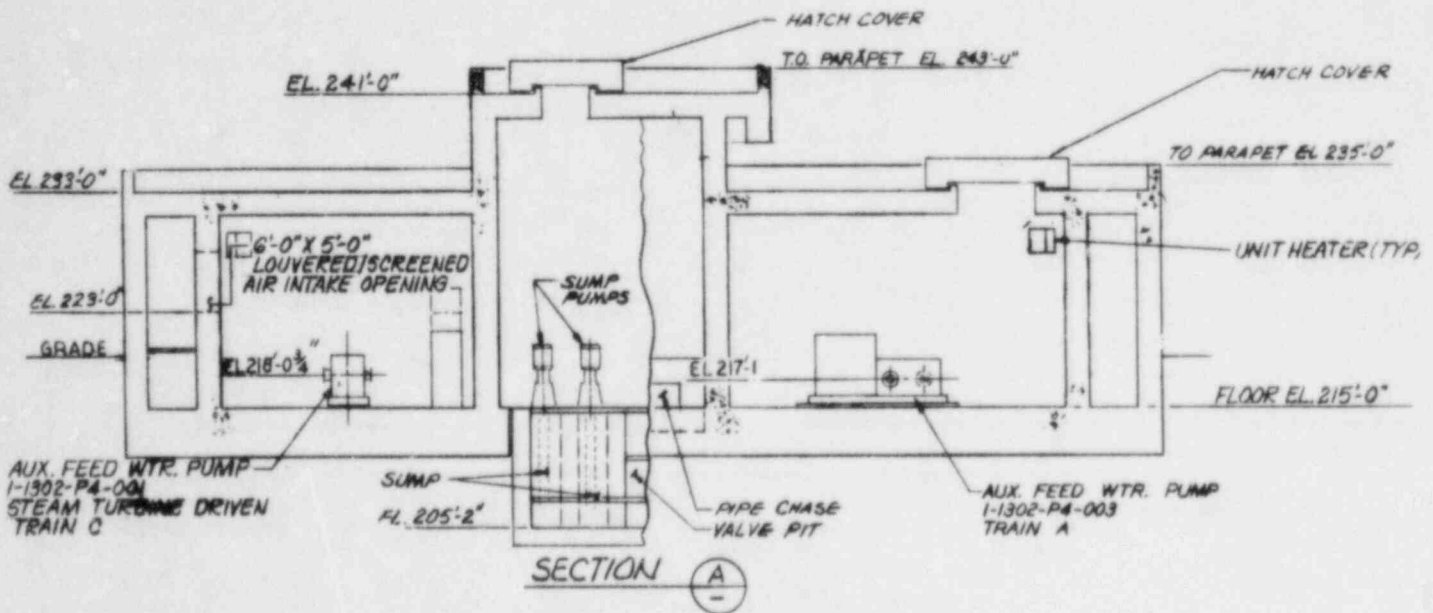 HATCH COVER
T.O. PARAPET EL. 243'-0"
EL. 241'-0"
HATCH COVER
TO PARAPET EL 235'-0"
EL 233'-0"
6'-0" X 5'-0"
LOUVERED/SCREENED
AIR INTAKE OPENING
UNIT HEATER (TYP)
SUMP
PUMPS
EL. 223'-0"
GRADE
EL 218'-0 3/4"
EL 217'-1
FLOOR EL. 215'-0"
AUX. FEED WTR. PUMP
1-1302-P4-001
STEAM TURBINE DRIVEN
TRAIN C
SUMP
EL. 205'-2"
PIPE CHASE
VALVE PIT
AUX. FEED WTR. PUMP
1-1302-P4-003
TRAIN A
SECTION A
-